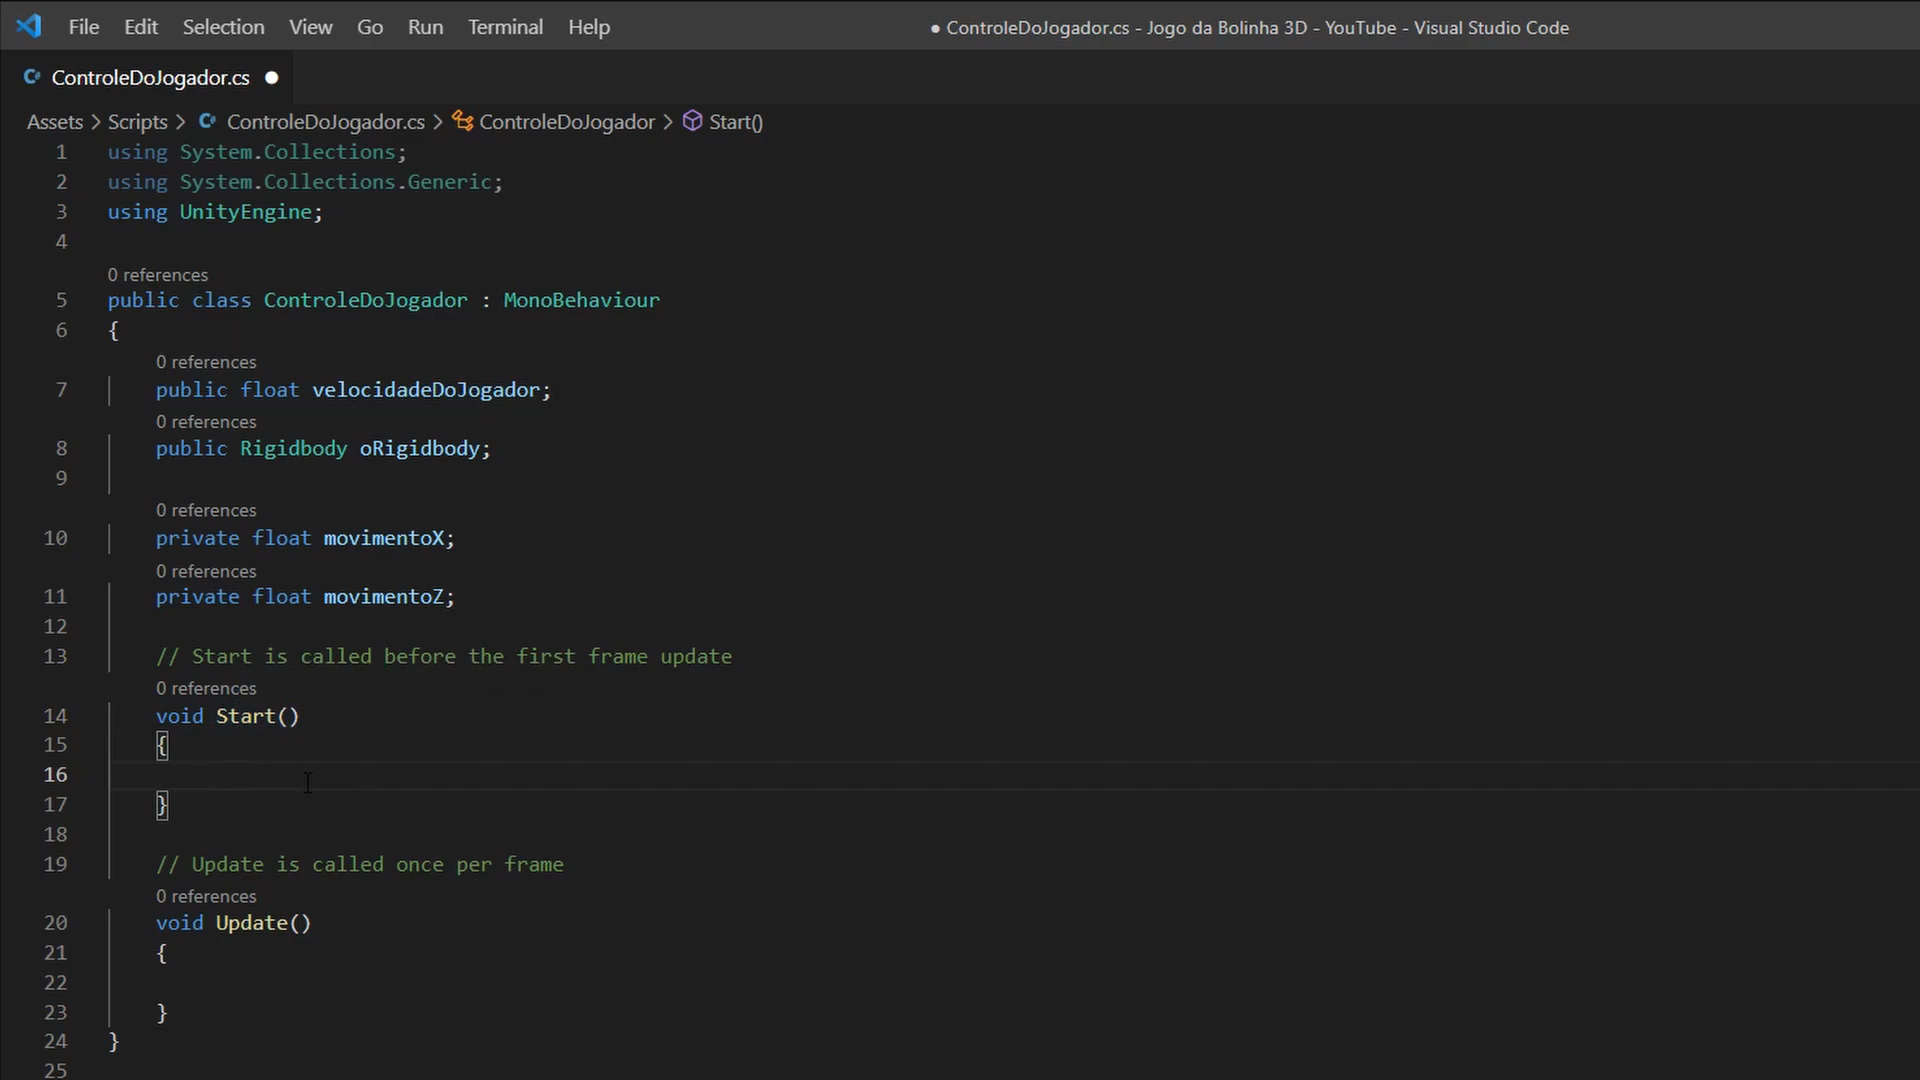 File Edit Selection View Go Run Terminal Help ● ControleDoJogador.cs - Jogo da Bolinha 3D - YouTube - Visual Studio Code
ControleDoJogador.cs ●
Assets > Scripts > ControleDoJogador.cs > ControleDoJogador > Start()
1 using System.Collections;
2 using System.Collections.Generic;
3 using UnityEngine;
4
0 references
5 public class ControleDoJogador : MonoBehaviour
6 {
0 references
7 public float velocidadeDoJogador;
0 references
8 public Rigidbody oRigidbody;
9
0 references
10 private float movimentoX;
0 references
11 private float movimentoZ;
12
13 // Start is called before the first frame update
0 references
14 void Start()
15 {
16
17 }
18
19 // Update is called once per frame
0 references
20 void Update()
21 {
22
23 }
24 }
25